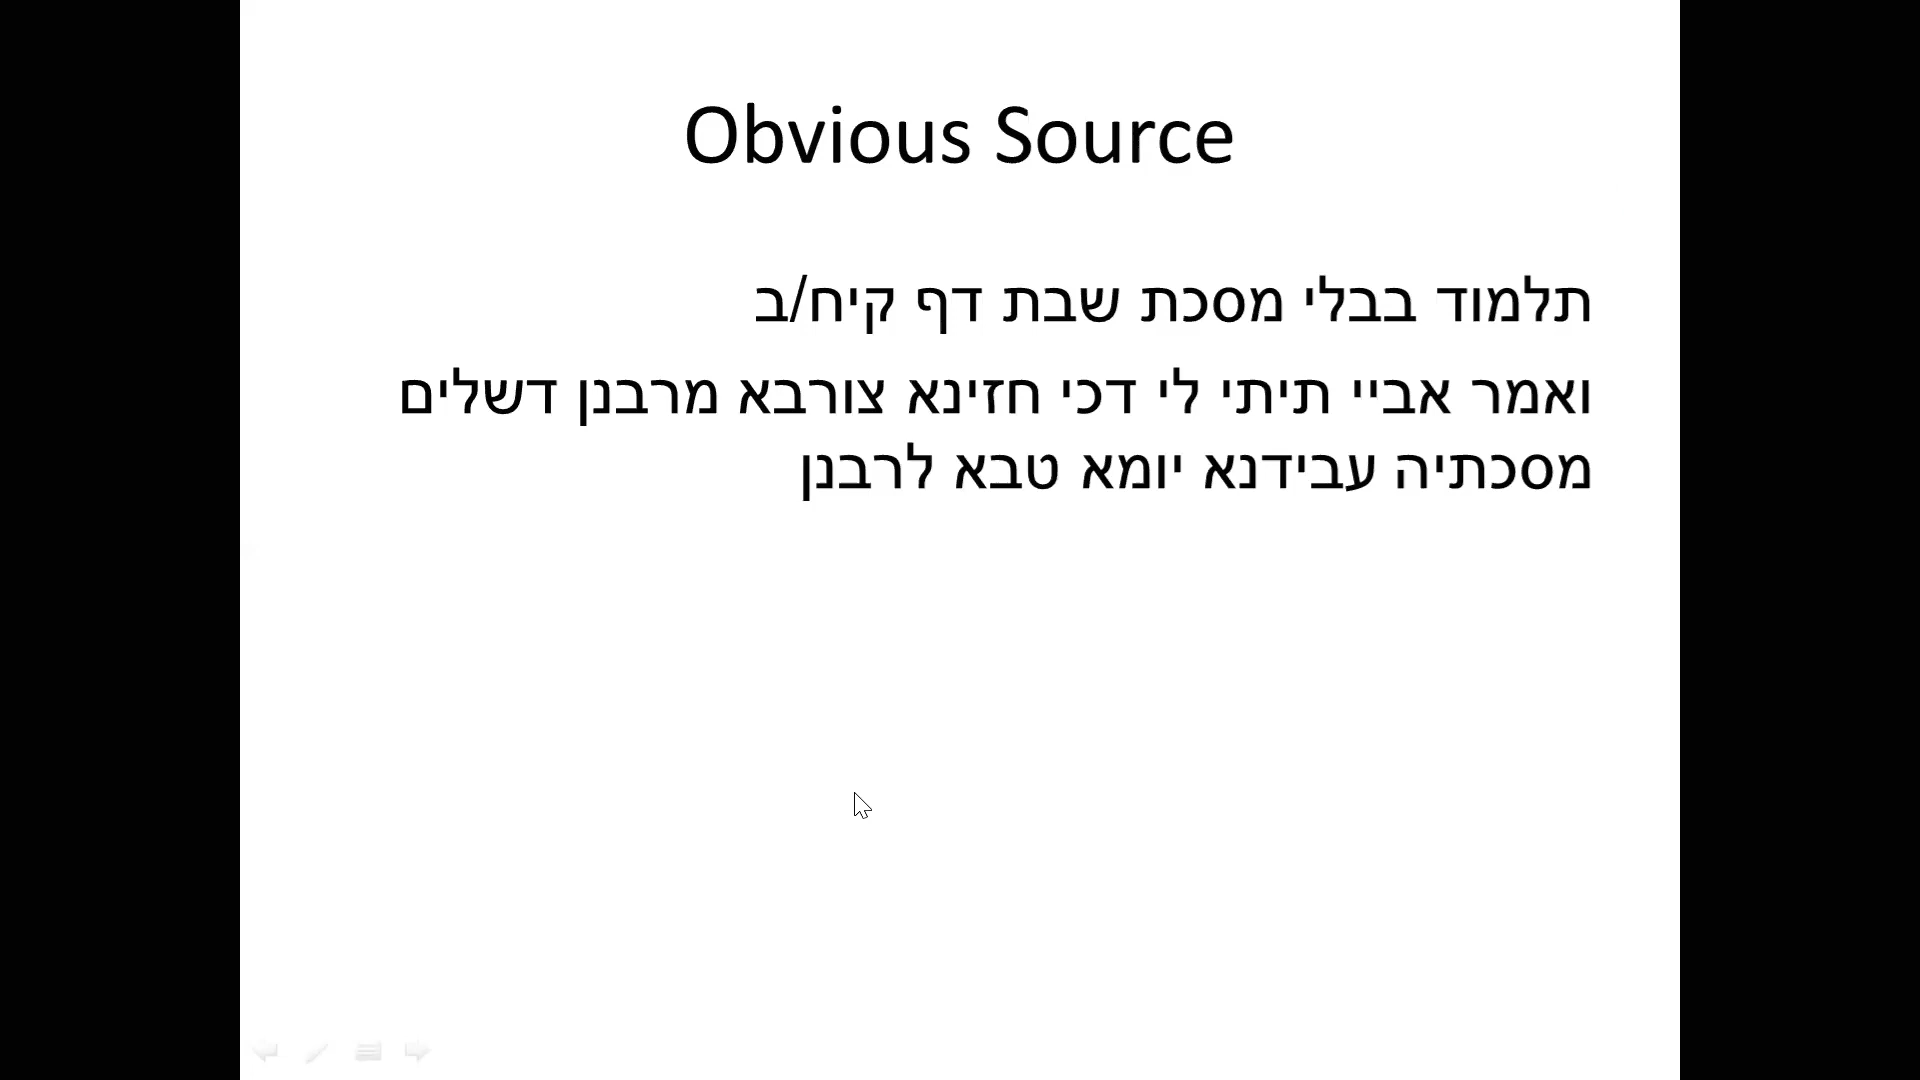 Obvious Source
תלמוד בבלי מסכת שבת דף קיח/ב
ואמר אביי תיתי לי דכי חזינא צורבא מרבנן דשלים
מסכתיה עבידנא יומא טבא לרבנן